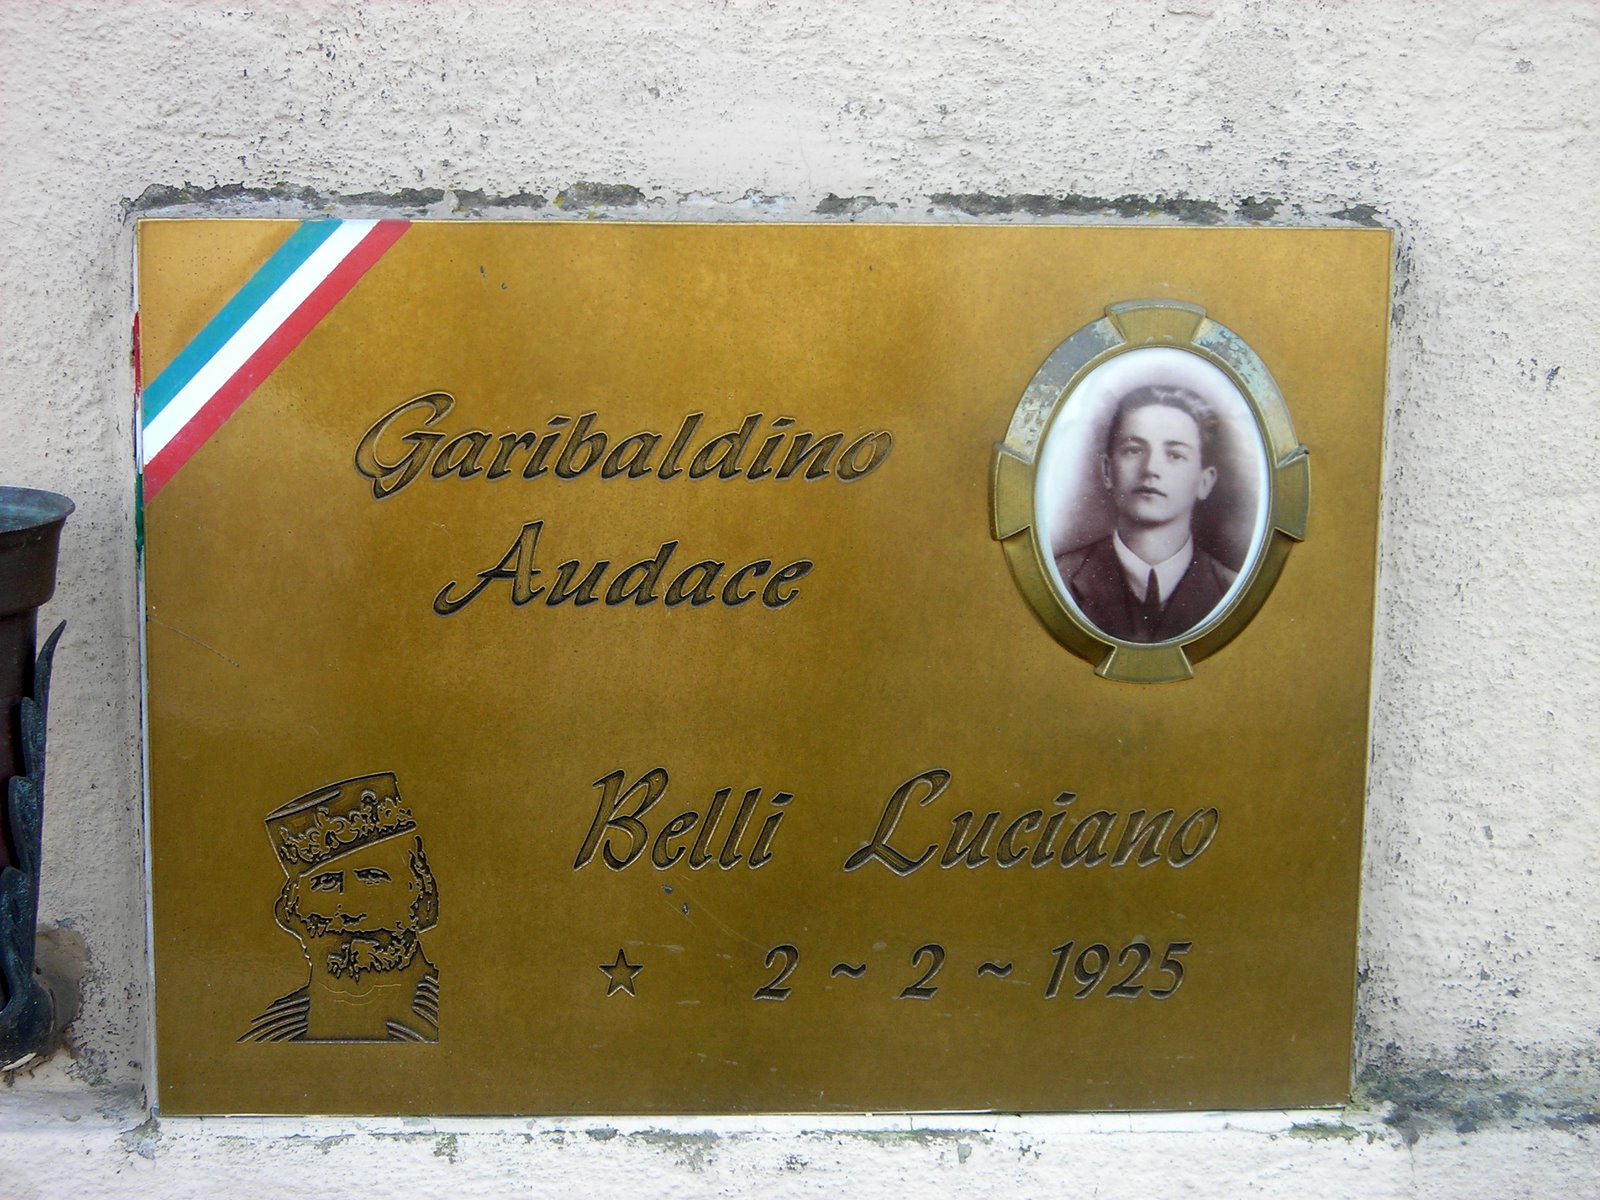 Garibaldino
Audace
Belli Luciano
☆ 2 ~ 2 ~ 1925